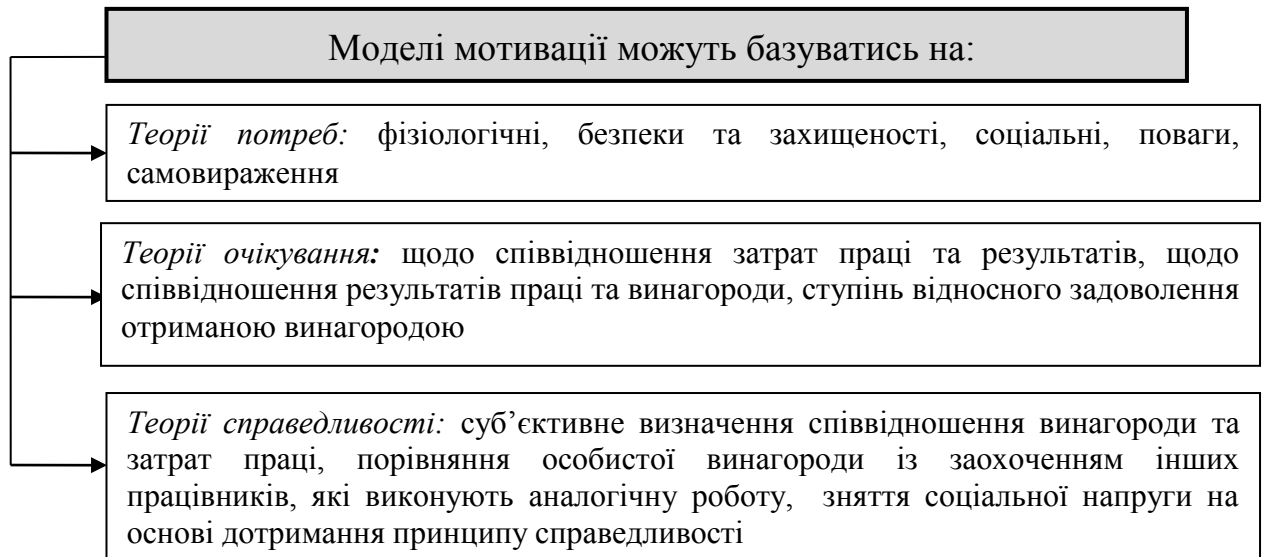 Моделі мотивації можуть базуватись на:
Теорії потреб: фізіологічні, безпеки та захищеності, соціальні, поваги,
самовираження
Теорії очікування: щодо співвідношення затрат праці та результатів, щодо
співвідношення результатів праці та винагороди, ступінь відносного задоволення
отриманою винагородою
Теорії справедливості: суб’єктивне визначення співвідношення винагороди та
затрат праці, порівняння особистої винагороди із заохоченням інших
працівників, які виконують аналогічну роботу, зняття соціальної напруги на
основі дотримання принципу справедливості